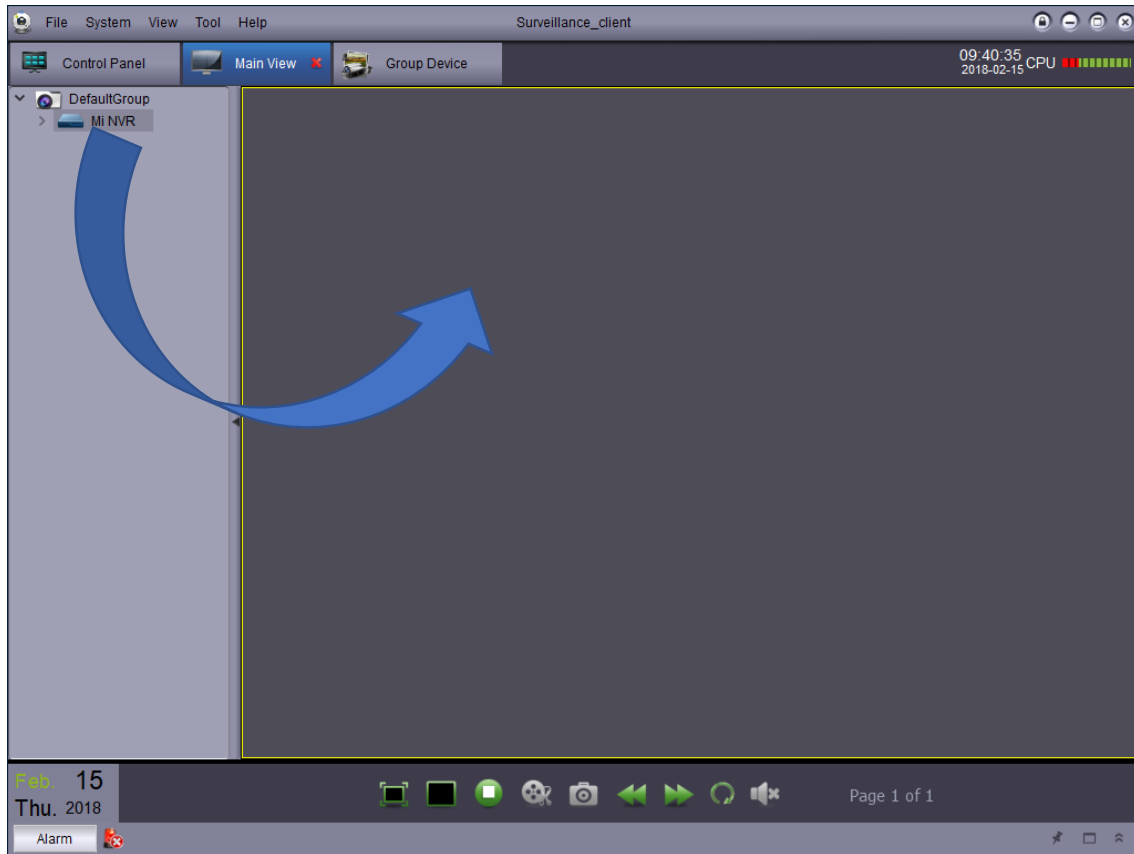 File System View Tool Help Surveillance_client
Control Panel Main View Group Device 09:40:35 CPU
2018-02-15
DefaultGroup
Mi NVR
Feb. 15
Thu. 2018
Page 1 of 1
Alarm